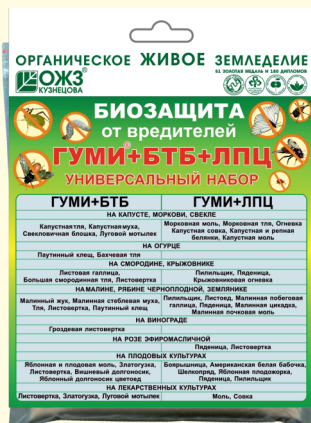 ОРГАНИЧЕСКОЕ ЖИВОЕ ЗЕМЛЕДЕЛИЕ
51 ЗОЛОТАЯ МЕДАЛЬ И 180 ДИПЛОМОВ
ОЖЗ
КУЗНЕЦОВА
БИОЗАЩИТА
от вредителей
ГУМИ®+БТБ+ЛПЦ
УНИВЕРСАЛЬНЫЙ НАБОР
ГУМИ+БТБ ГУМИ+ЛПЦ
НА КАПУСТЕ, МОРКОВИ, СВЕКЛЕ
Капустная тля, Капустная муха,
Свекловичная блошка, Луговой мотылек
Морковная моль, Морковная тля, Огневка
Капустная совка, Капустная и репная
белянки, Капустная моль
НА ОГУРЦЕ
Паутинный клещ, Бахчевая тля
НА СМОРОДИНЕ, КРЫЖОВНИКЕ
Листовая галлица,
Большая смородинная тля, Листовертка
Пилильщик, Пяденица,
Крыжовниковая огневка
НА МАЛИНЕ, РЯБИНЕ ЧЕРНОПЛОДНОЙ, ЗЕМЛЯНИКЕ
Малинный жук, Малинная стеблевая муха,
Тля, Листовертка, Паутинный клещ
Пилильщик, Листоед, Малинная побеговая
галлица, Пяденица, Малинная цикадка,
Малинная почковая моль
НА ВИНОГРАДЕ
Гроздевая листовертка
НА РОЗЕ ЭФИРОМАСЛИЧНОЙ
Пяденица, Листовертка
НА ПЛОДОВЫХ КУЛЬТУРАХ
Яблонная и плодовая моль, Златогузка,
Листовертка, Вишневый долгоносик,
Яблонный долгоносик цветоед
Боярышница, Американская белая бабочка,
Шелкопряд, Яблонная плодожорка,
Пяденица, Пилильщик
НА ЛЕКАРСТВЕННЫХ КУЛЬТУРАХ
Листовертка, Златогузка, Луговой мотылек
Моль, Совка